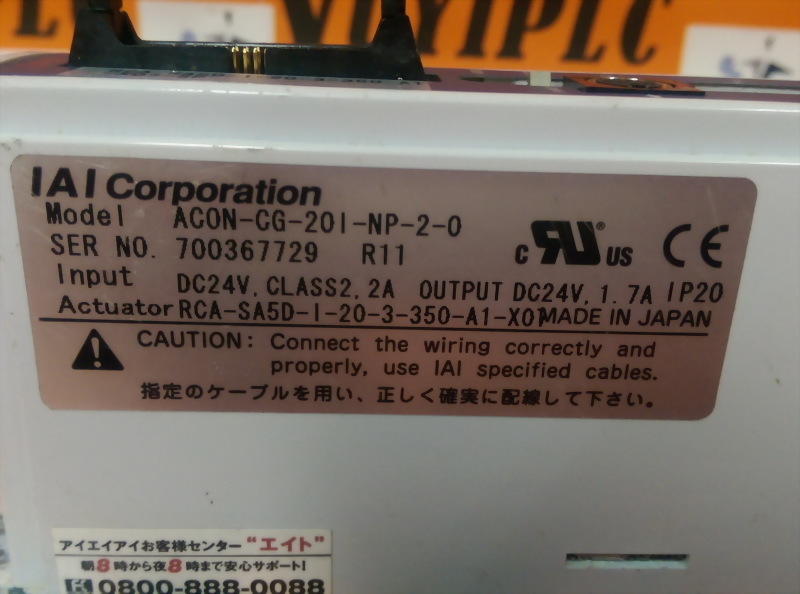 YUYIPLC
IAI Corporation
Model ACON-CG-20I-NP-2-0
SER NO. 700367729 R11
Input DC24V, CLASS2, 2A OUTPUT DC24V, 1.7A IP20
Actuator RCA-SA5D-I-20-3-350-A1-X01 MADE IN JAPAN
c RU ® US CE
CAUTION: Connect the wiring correctly and
properly, use IAI specified cables.
指定のケーブルを用い、正しく確実に配線して下さい。
アイエイアイお客様センター "エイト"
朝8時から夜8時まで安心サポート!
0800-888-0088